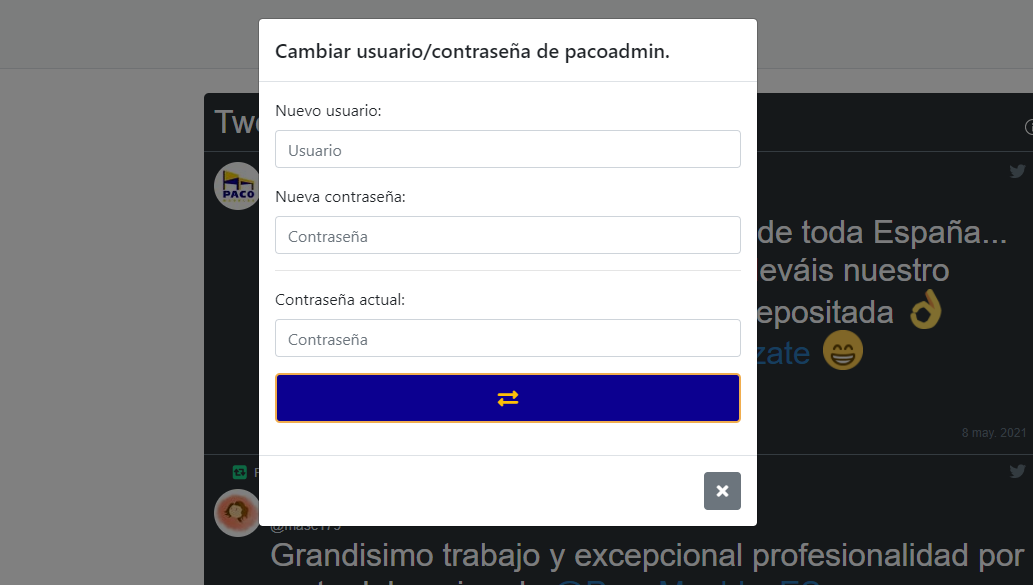 Cambiar usuario/contraseña de pacoadmin.
Nuevo usuario:
Usuario
Nueva contraseña:
Contraseña
Contraseña actual:
Contraseña
PACO
de toda España...
eváis nuestro
epositada 👌
zate 😄
8 may. 2021
Grandisimo trabajo y excepcional profesionalidad por